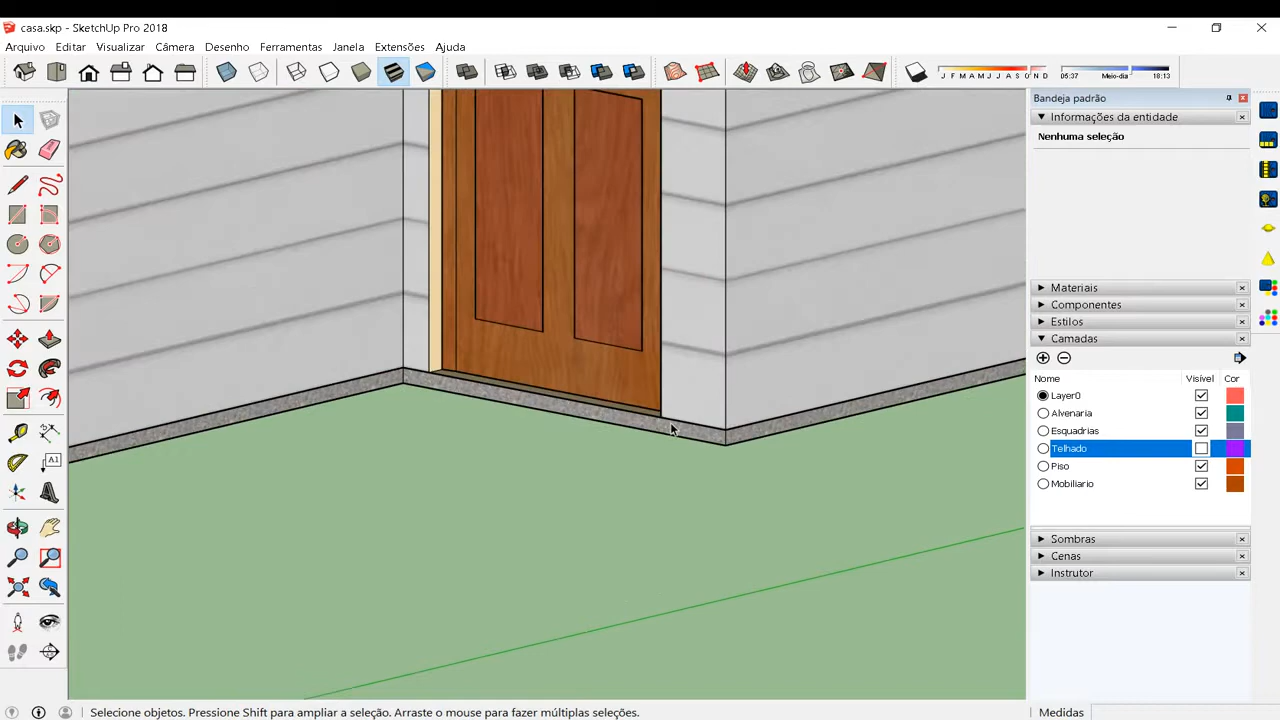 casa.skp - SketchUp Pro 2018
Arquivo Editar Visualizar Câmera Desenho Ferramentas Janela Extensões Ajuda
J F M A M J J A S O N D
05:37 Meio-dia 18:13
Bandeja padrão
Informações da entidade
Nenhuma seleção
Materiais
Componentes
Estilos
Camadas
Nome Visível Cor
Layer0
Alvenaria
Esquadrias
Telhado
Piso
Mobiliario
Sombras
Cenas
Instrutor
A1
Selecione objetos. Pressione Shift para ampliar a seleção. Arraste o mouse para fazer múltiplas seleções.
Medidas